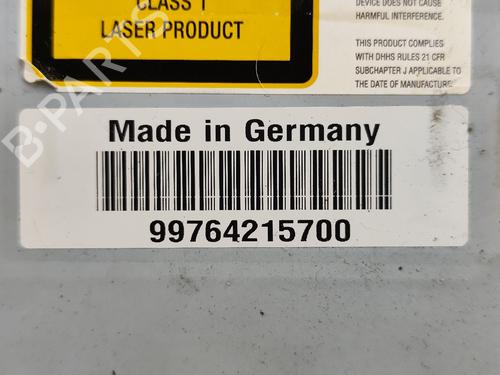 CLASS 1
LASER PRODUCT
DEVICE DOES NOT CAUSE
HARMFUL INTERFERENCE.
THIS PRODUCT COMPLIES
WITH DHHS RULES 21 CFR
SUBCHAPTER J APPLICABLE TO
THE DATE OF MANUFACTURE
Made in Germany
99764215700
B-PARTS